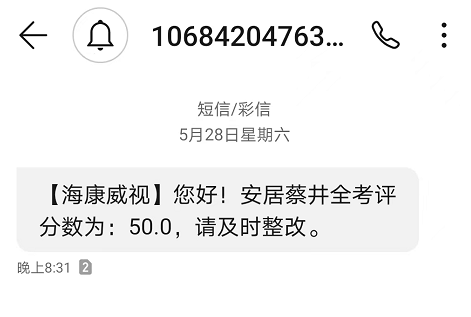 10684204763...
短信/彩信
5月28日星期六
【海康威视】您好！安居蔡井全考评
分数为：50.0，请及时整改。
晚上8:31 2